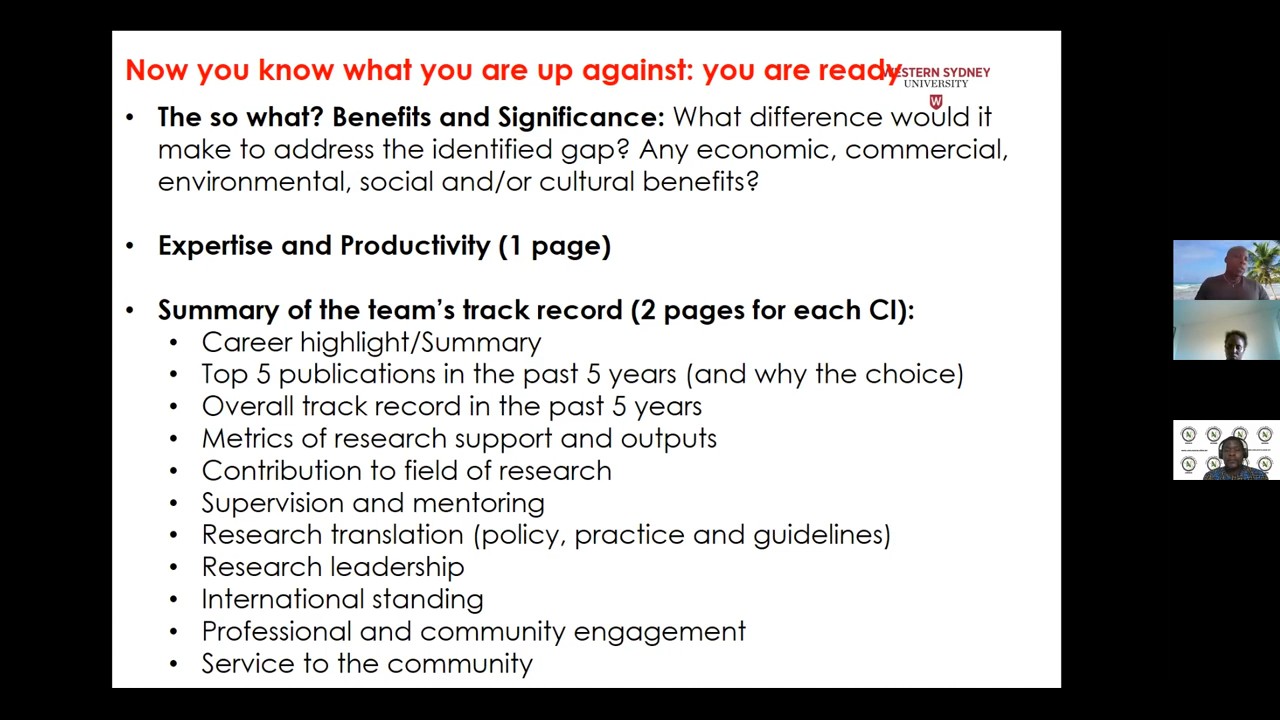 Now you know what you are up against: you are ready
WESTERN SYDNEY
UNIVERSITY
W
• The so what? Benefits and Significance: What difference would it
make to address the identified gap? Any economic, commercial,
environmental, social and/or cultural benefits?
• Expertise and Productivity (1 page)
• Summary of the team’s track record (2 pages for each CI):
• Career highlight/Summary
• Top 5 publications in the past 5 years (and why the choice)
• Overall track record in the past 5 years
• Metrics of research support and outputs
• Contribution to field of research
• Supervision and mentoring
• Research translation (policy, practice and guidelines)
• Research leadership
• International standing
• Professional and community engagement
• Service to the community